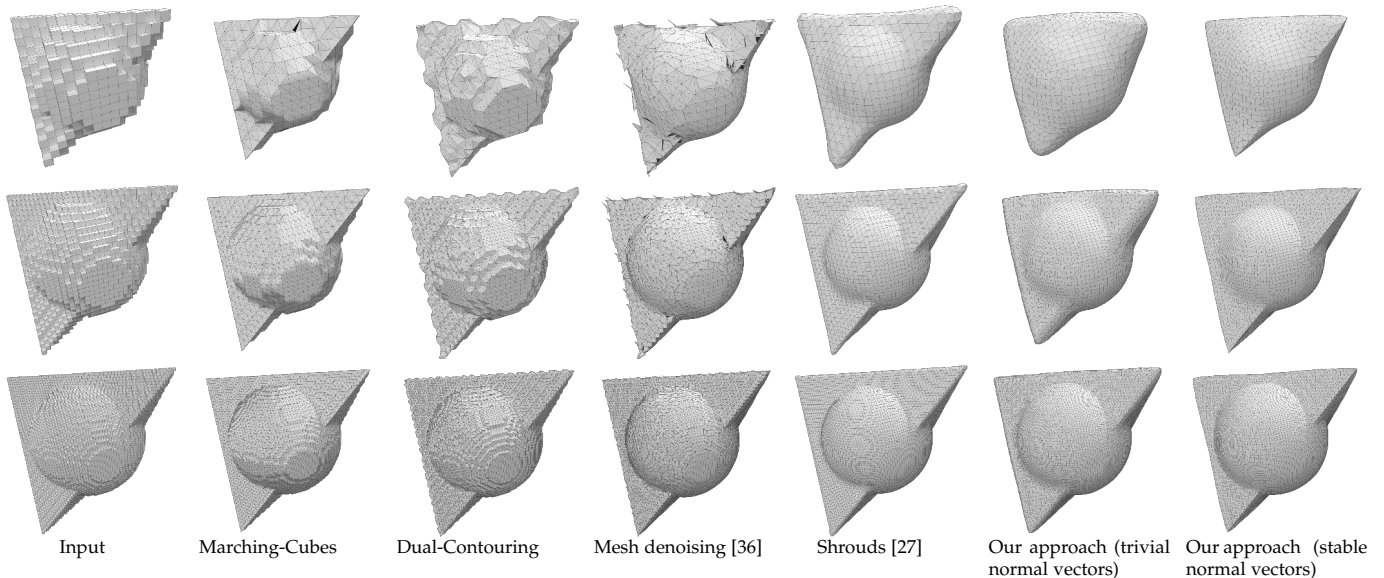 Input
Marching-Cubes
Dual-Contouring
Mesh denoising [36]
Shrouds [27]
Our approach (trivial
normal vectors)
Our approach (stable
normal vectors)